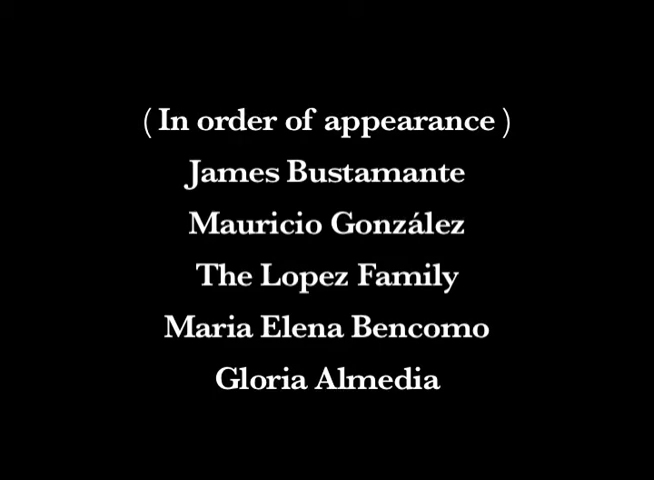 ( In order of appearance )
James Bustamante
Mauricio González
The Lopez Family
Maria Elena Bencomo
Gloria Almedia